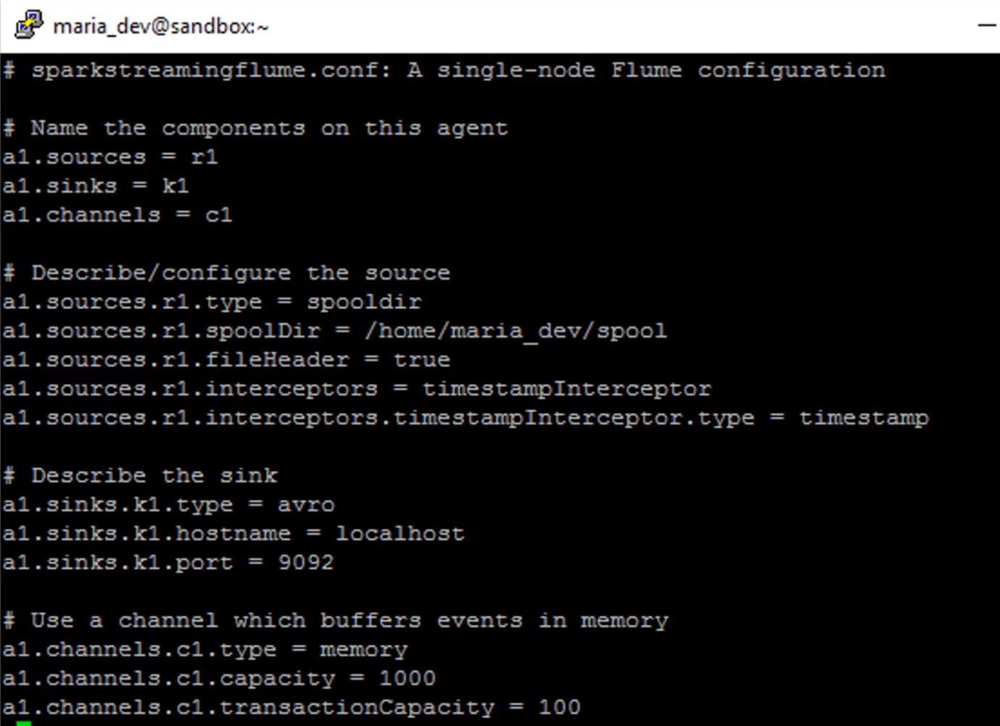 maria_dev@sandbox:~
# sparkstreamingflume.conf: A single-node Flume configuration
# Name the components on this agent
a1.sources = r1
a1.sinks = k1
a1.channels = c1
# Describe/configure the source
a1.sources.r1.type = spooldir
a1.sources.r1.spoolDir = /home/maria_dev/spool
a1.sources.r1.fileHeader = true
a1.sources.r1.interceptors = timestampInterceptor
a1.sources.r1.interceptors.timestampInterceptor.type = timestamp
# Describe the sink
a1.sinks.k1.type = avro
a1.sinks.k1.hostname = localhost
a1.sinks.k1.port = 9092
# Use a channel which buffers events in memory
a1.channels.c1.type = memory
a1.channels.c1.capacity = 1000
a1.channels.c1.transactionCapacity = 100